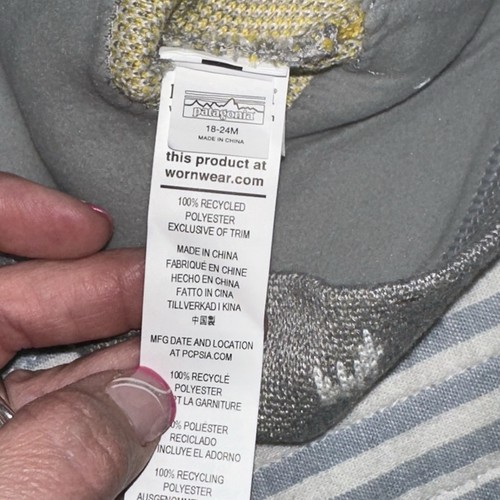 patagonia
18-24M
MADE IN CHINA
this product at
wornwear.com
100% RECYCLED
POLYESTER
EXCLUSIVE OF TRIM
MADE IN CHINA
FABRIQUÉ EN CHINE
HECHO EN CHINA
FATTO IN CINA
TILLVERKAD I KINA
中国製
MFG DATE AND LOCATION
AT PCPSIA.COM
100% RECYCLÉ
POLYESTER
LA GARNITURE
POLIÉSTER
RECICLADO
INCLUYE EL ADORNO
100% RECYCLING
POLYESTER